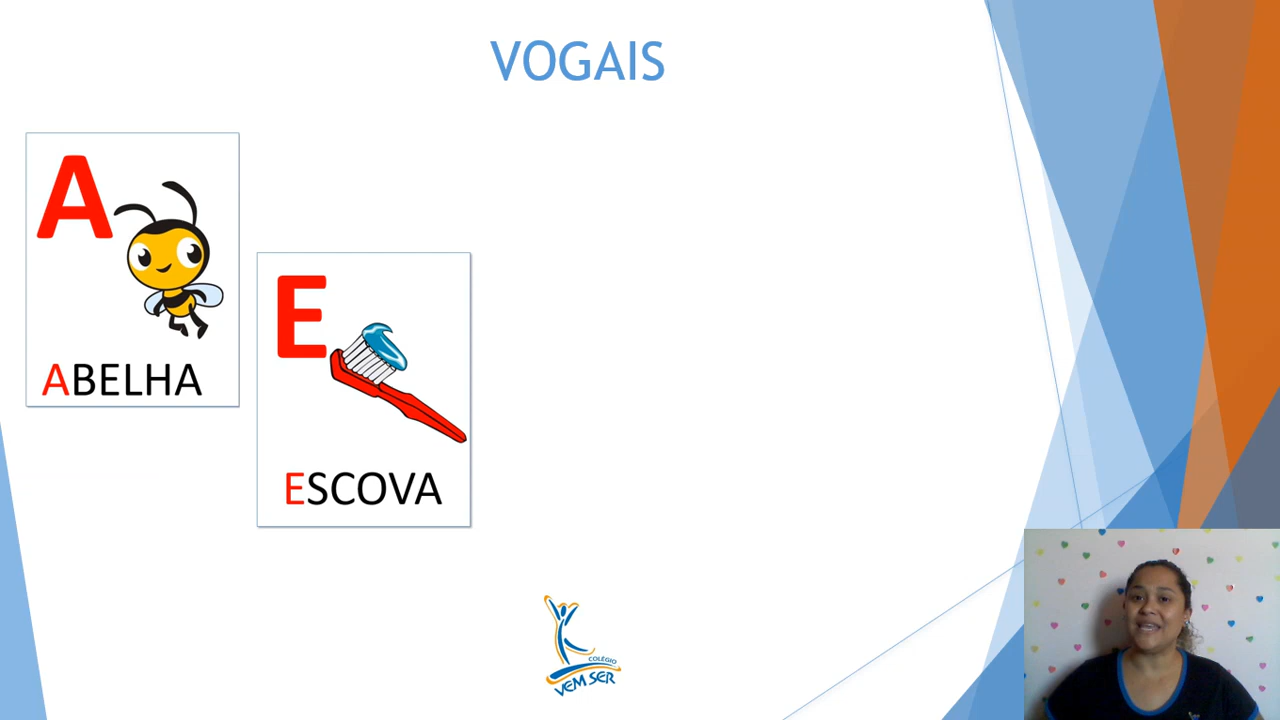 VOGAIS
A
ABELHA
E
ESCOVA
COLÉGIO
VEM SER